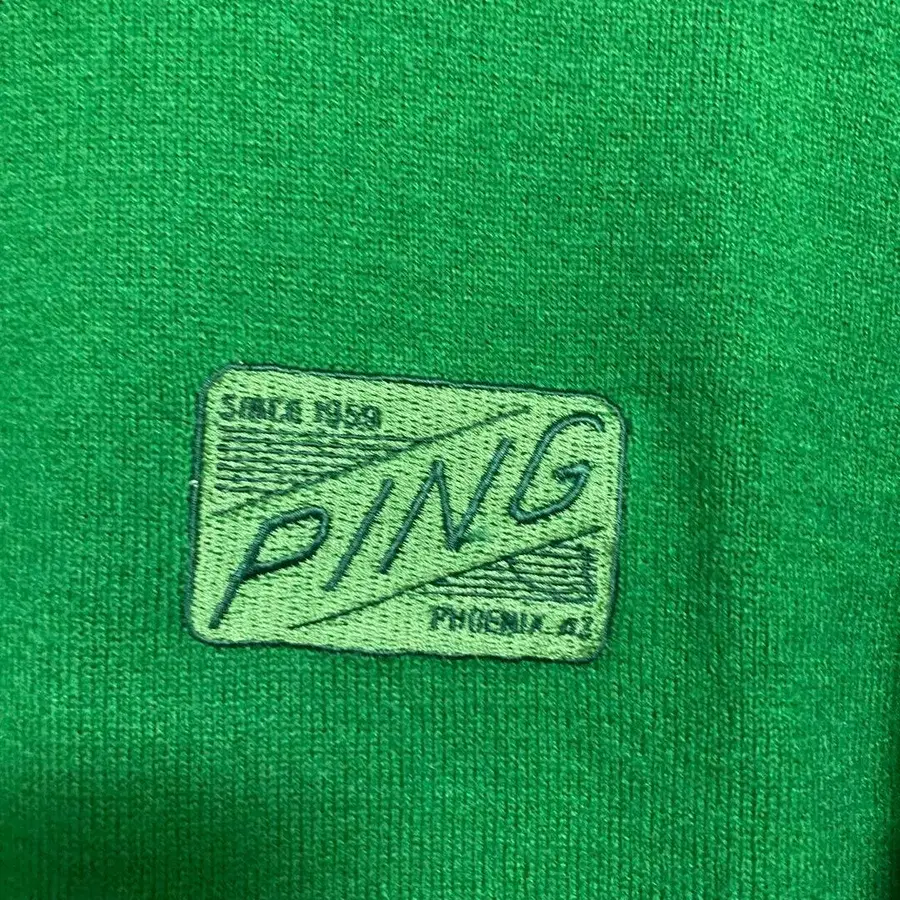 SINCE 1959
PING
PHOENIX, AZ